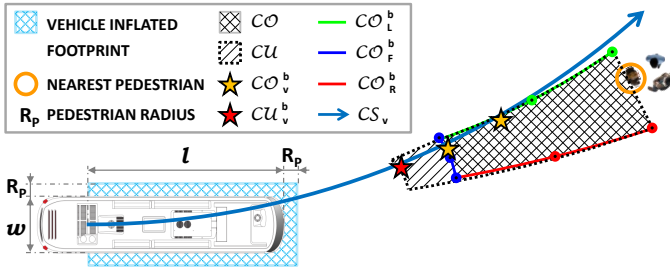 VEHICLE INFLATED FOOTPRINT
NEAREST PEDESTRIAN
R_P PEDESTRIAN RADIUS
CO
CU
CO_v^b
CU_v^b
CO_L^b
CO_F^b
CO_R^b
CS_v
l
R_P
R_P
w